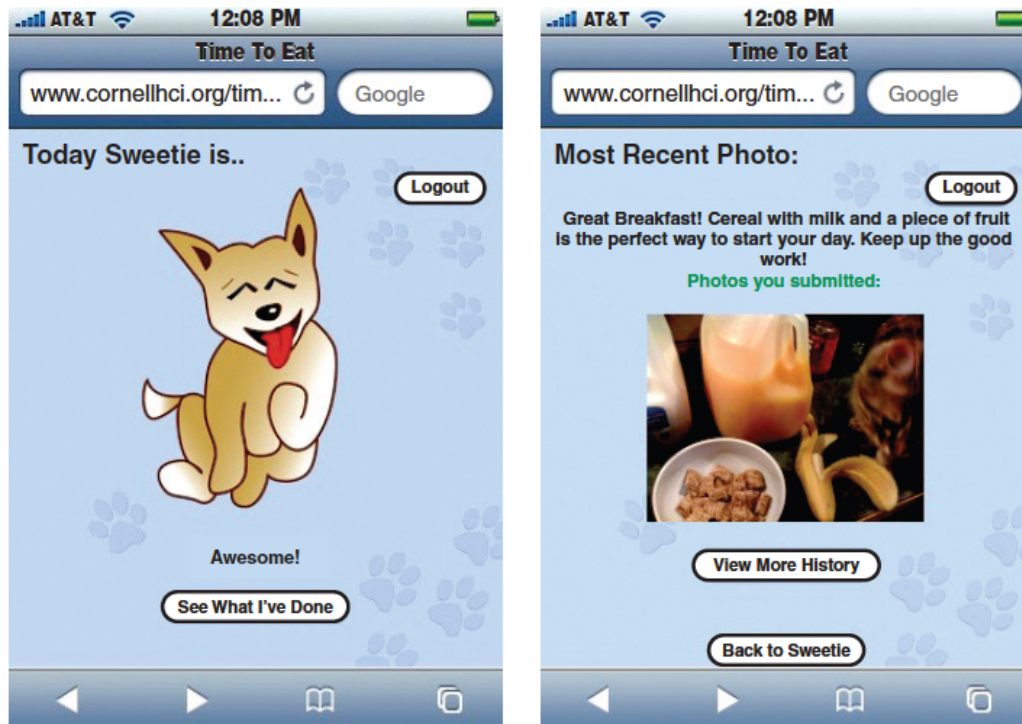 AT&T 12:08 PM
Time To Eat
www.cornellhci.org/tim... Google
Today Sweetie is..
Logout
Awesome!
See What I've Done
AT&T 12:08 PM
Time To Eat
www.cornellhci.org/tim... Google
Most Recent Photo:
Logout
Great Breakfast! Cereal with milk and a piece of fruit
is the perfect way to start your day. Keep up the good
work!
Photos you submitted:
View More History
Back to Sweetie